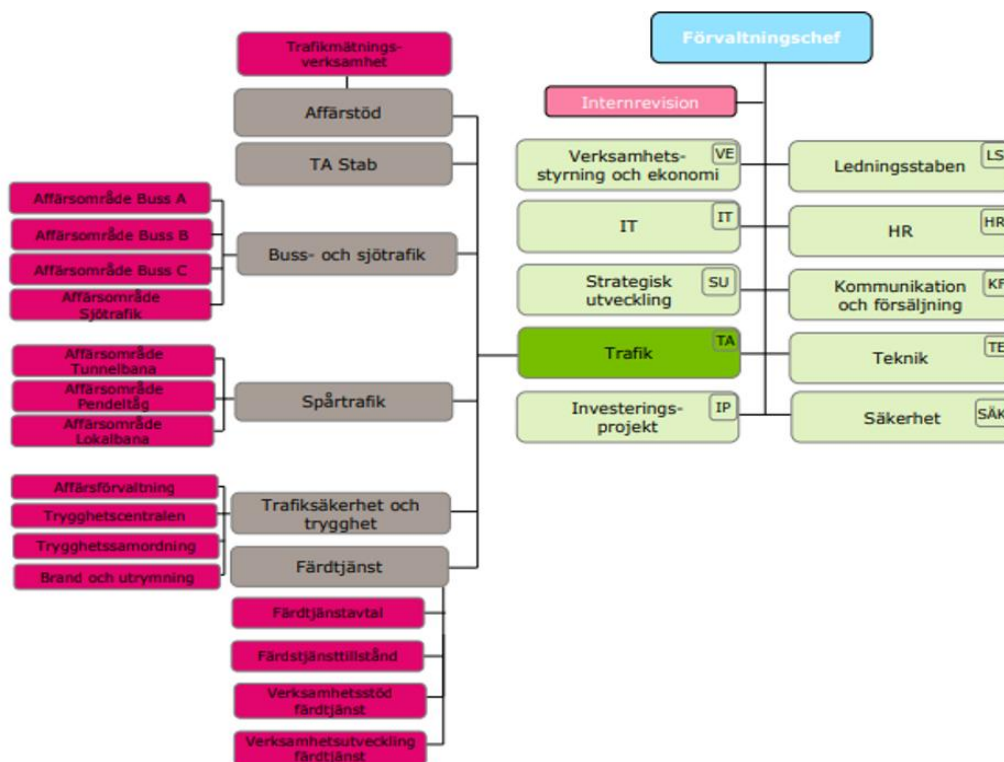 Förvaltningschef
Internrevision
Verksamhets-
styrning och ekonomi
VE
Ledningsstaben
LS
IT
IT
HR
HR
Strategisk
utveckling
SU
Kommunikation
och försäljning
KF
Trafik
TA
Teknik
TE
Investerings-
projekt
IP
Säkerhet
SÄK
Trafikmätnings-
verksamhet
Affärstöd
TA Stab
Buss- och sjötrafik
Affärsområde Buss A
Affärsområde Buss B
Affärsområde Buss C
Affärsområde
Sjötrafik
Spårtrafik
Affärsområde
Tunnelbana
Affärsområde
Pendeltåg
Affärsområde
Lokalbana
Trafiksäkerhet och
trygghet
Affärsförvaltning
Trygghetscentralen
Trygghetssamordning
Brand och utrymning
Färdtjänst
Färdtjänstavtal
Färdstjänsttillstånd
Verksamhetsstöd
färdtjänst
Verksamhetsutveckling
färdtjänst